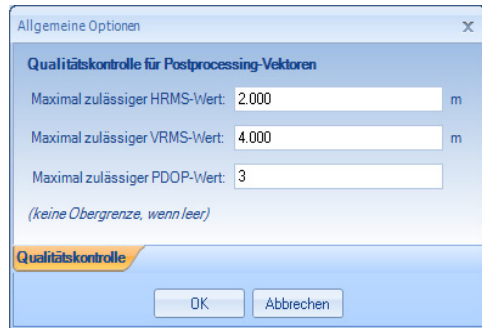 Allgemeine Optionen x
Qualitätskontrolle für Postprocessing-Vektoren
Maximal zulässiger HRMS-Wert: 2.000 m
Maximal zulässiger VRMS-Wert: 4.000 m
Maximal zulässiger PDOP-Wert: 3
(keine Obergrenze, wenn leer)
Qualitätskontrolle
OK Abbrechen